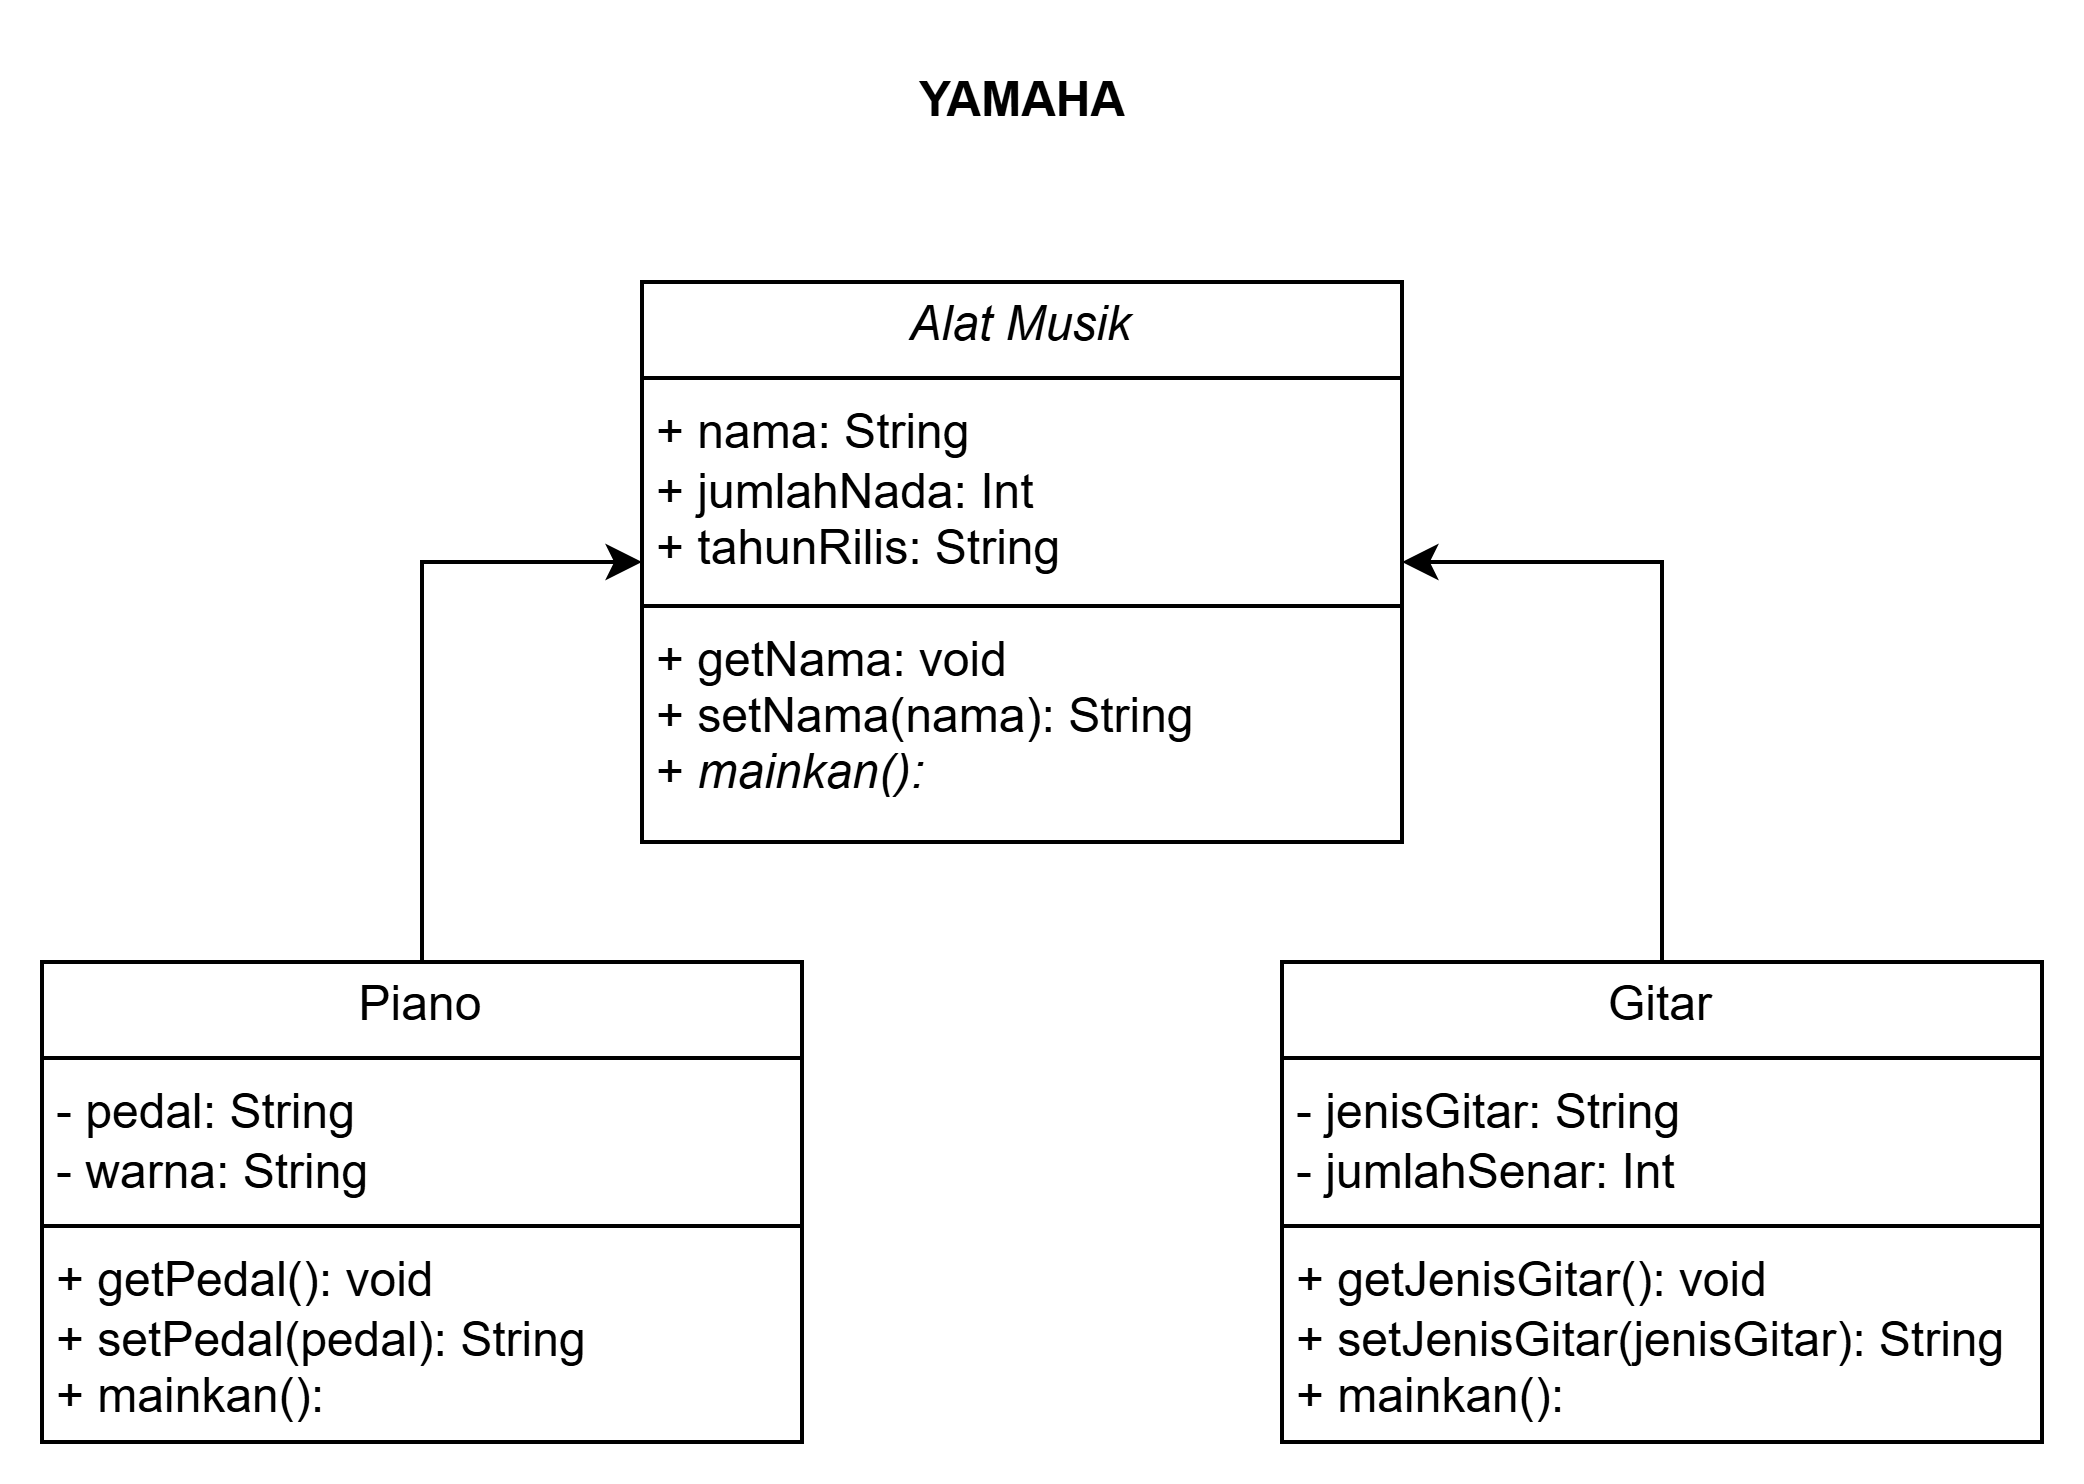 YAMAHA
Alat Musik
+ nama: String
+ jumlahNada: Int
+ tahunRilis: String
+ getNama: void
+ setNama(nama): String
+ mainkan():
Piano
- pedal: String
- warna: String
+ getPedal(): void
+ setPedal(pedal): String
+ mainkan():
Gitar
- jenisGitar: String
- jumlahSenar: Int
+ getJenisGitar(): void
+ setJenisGitar(jenisGitar): String
+ mainkan():